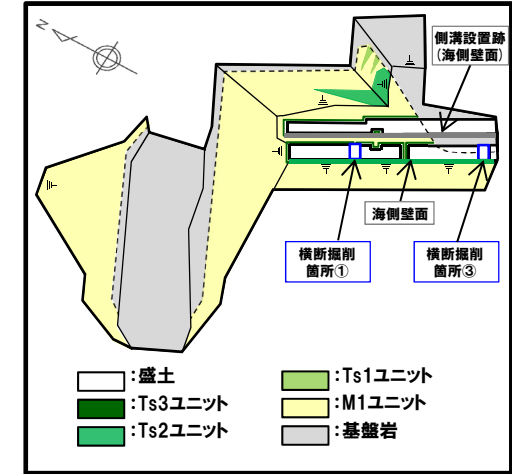 N
側溝設置跡
(海側壁面)
海側壁面
横断掘削
箇所①
横断掘削
箇所③
:盛土
:Ts3ユニット
:Ts2ユニット
:Ts1ユニット
:M1ユニット
:基盤岩